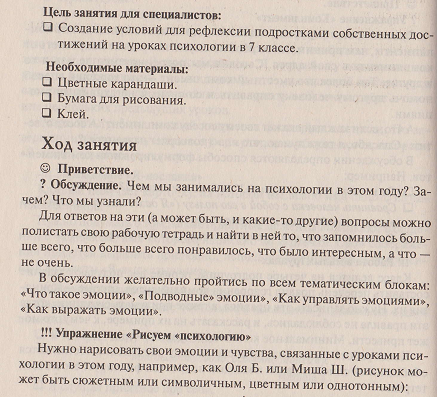 Цель занятия для специалистов:
❑ Создание условий для рефлексии подростками собственных дос-
тижений на уроках психологии в 7 классе.
Необходимые материалы:
❑ Цветные карандаши.
❑ Бумага для рисования.
❑ Клей.
Ход занятия
☺ Приветствие.
? Обсуждение. Чем мы занимались на психологии в этом году? За-
чем? Что мы узнали?
Для ответов на эти (а может быть, и какие-то другие) вопросы можно
полистать свою рабочую тетрадь и найти в ней то, что запомнилось боль-
ше всего, что больше всего понравилось, что было интересным, а что —
не очень.
В обсуждении желательно пройтись по всем тематическим блокам:
«Что такое эмоции», «Подводные» эмоции», «Как управлять эмоциями»,
«Как выражать эмоции».
!!! Упражнение «Рисуем «психологию»
Нужно нарисовать свои эмоции и чувства, связанные с уроками пси-
хологии в этом году, например, как Оля Б. или Миша Ш. (рисунок мо-
жет быть сюжетным или символичным, цветным или однотонным):